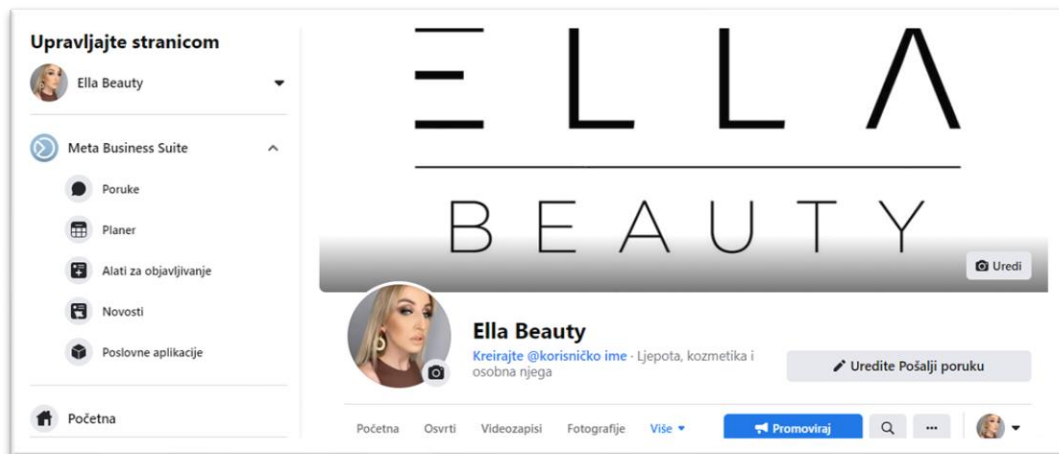 Upravljajte stranicom
Ella Beauty
Meta Business Suite
Poruke
Planer
Alati za objavljivanje
Novosti
Poslovne aplikacije
Početna
ELLA
BEAUTY
Uredi
Ella Beauty
Kreirajte @korisničko ime · Ljepota, kozmetika i
osobna njega
Uredite Pošalji poruku
Početna Osvrti Videozapisi Fotografije Više Promoviraj